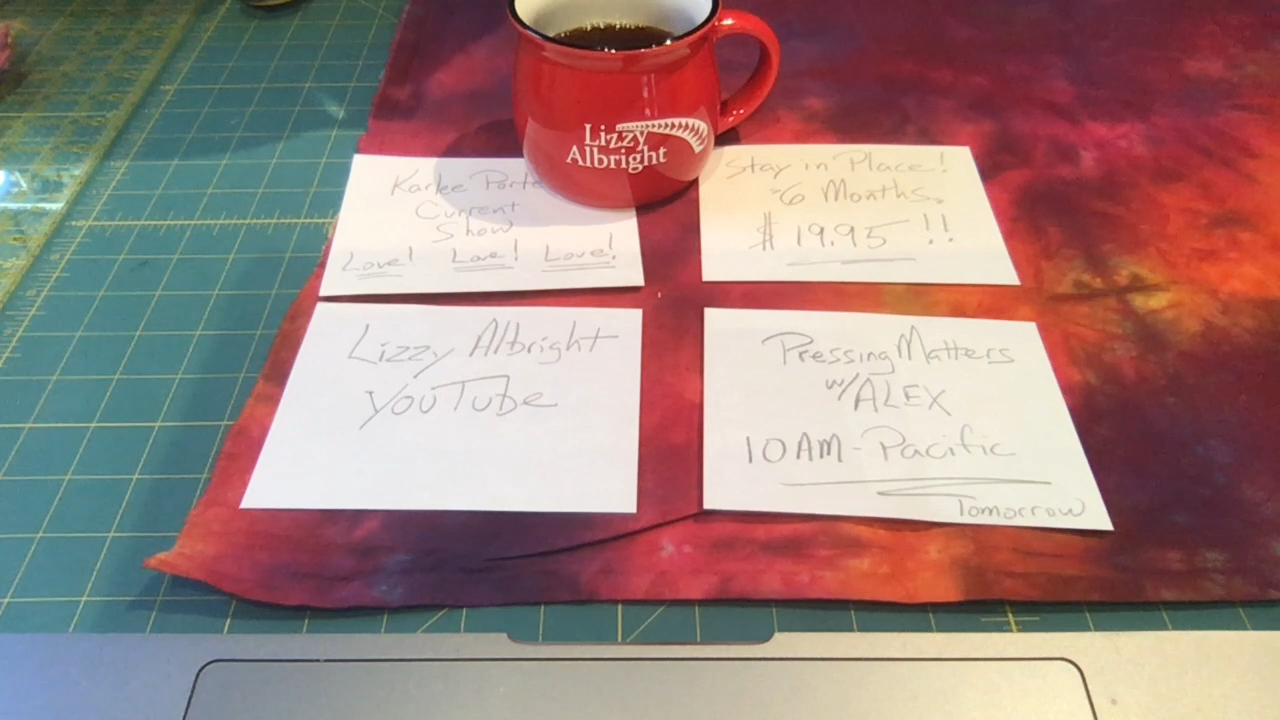 Lizzy
Albright
Karlee Porte
Current
Show
Love! Love! Love!
Stay in Place!
6 Months.
$19.95!!
Lizzy Albright
YouTube
Pressing Matters
w/ALEX
10AM-Pacific
Tomorrow